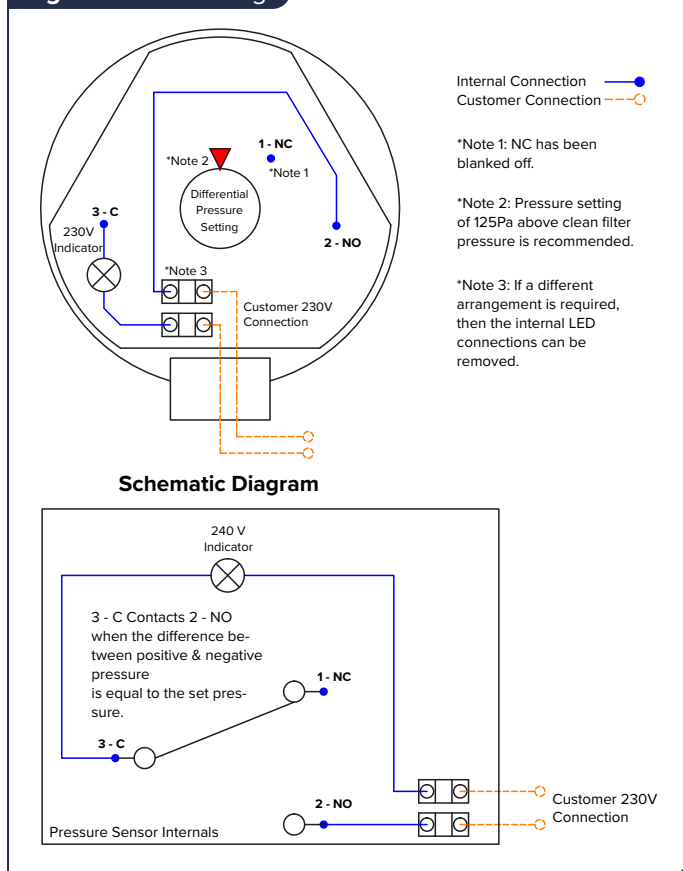 Internal Connection
Customer Connection
*Note 1: NC has been
blanked off.
*Note 2: Pressure setting
of 125Pa above clean filter
pressure is recommended.
*Note 3: If a different
arrangement is required,
then the internal LED
connections can be
removed.
1 - NC
*Note 1
*Note 2
Differential
Pressure
Setting
3 - C
230V
Indicator
2 - NO
*Note 3
Customer 230V
Connection
Schematic Diagram
240 V
Indicator
3 - C Contacts 2 - NO
when the difference be-
tween positive & negative
pressure
is equal to the set pres-
sure.
1 - NC
3 - C
2 - NO
Customer 230V
Connection
Pressure Sensor Internals